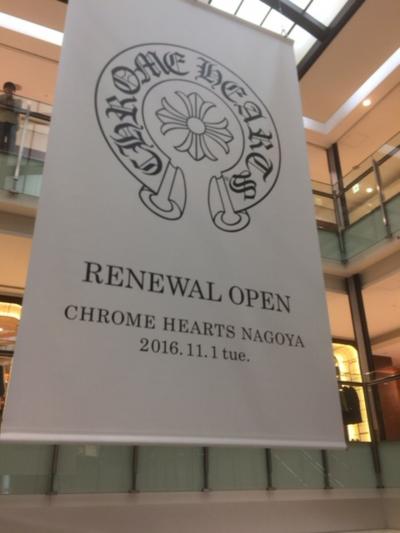 CHROME HEARTS
RENEWAL OPEN
CHROME HEARTS NAGOYA
2016.11.1 tue.